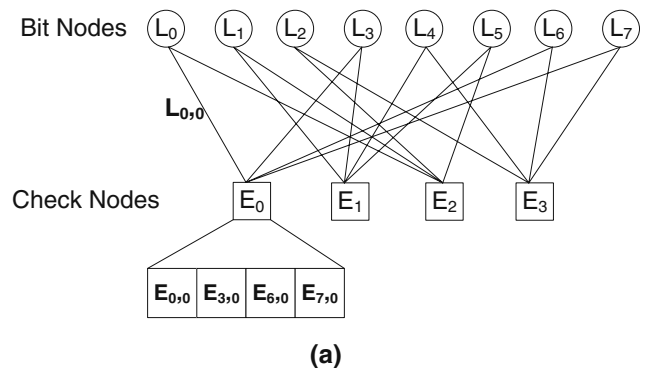 Bit Nodes L₀ L₁ L₂ L₃ L₄ L₅ L₆ L₇
L₀,₀
Check Nodes E₀ E₁ E₂ E₃
E₀,₀ E₃,₀ E₆,₀ E₇,₀
(a)